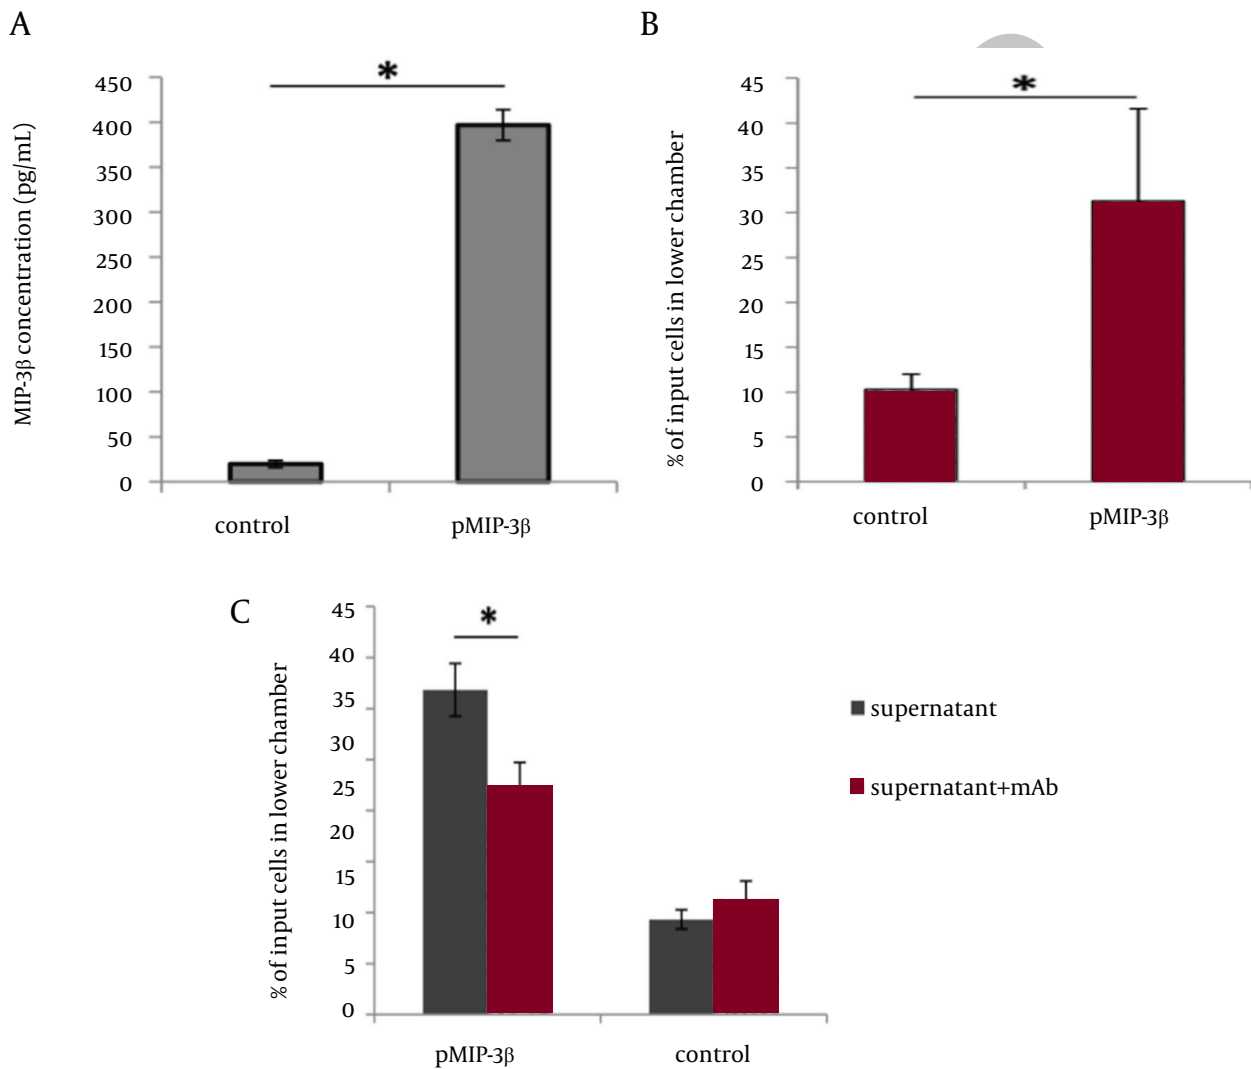 A
*
450
400
350
300
250
200
150
100
50
0
MIP-3β concentration (pg/mL)
control
pMIP-3β
B
*
45
40
35
30
25
20
15
10
5
0
% of input cells in lower chamber
control
pMIP-3β
C
*
45
40
35
30
25
20
15
10
5
0
% of input cells in lower chamber
pMIP-3β
control
supernatant
supernatant+mAb